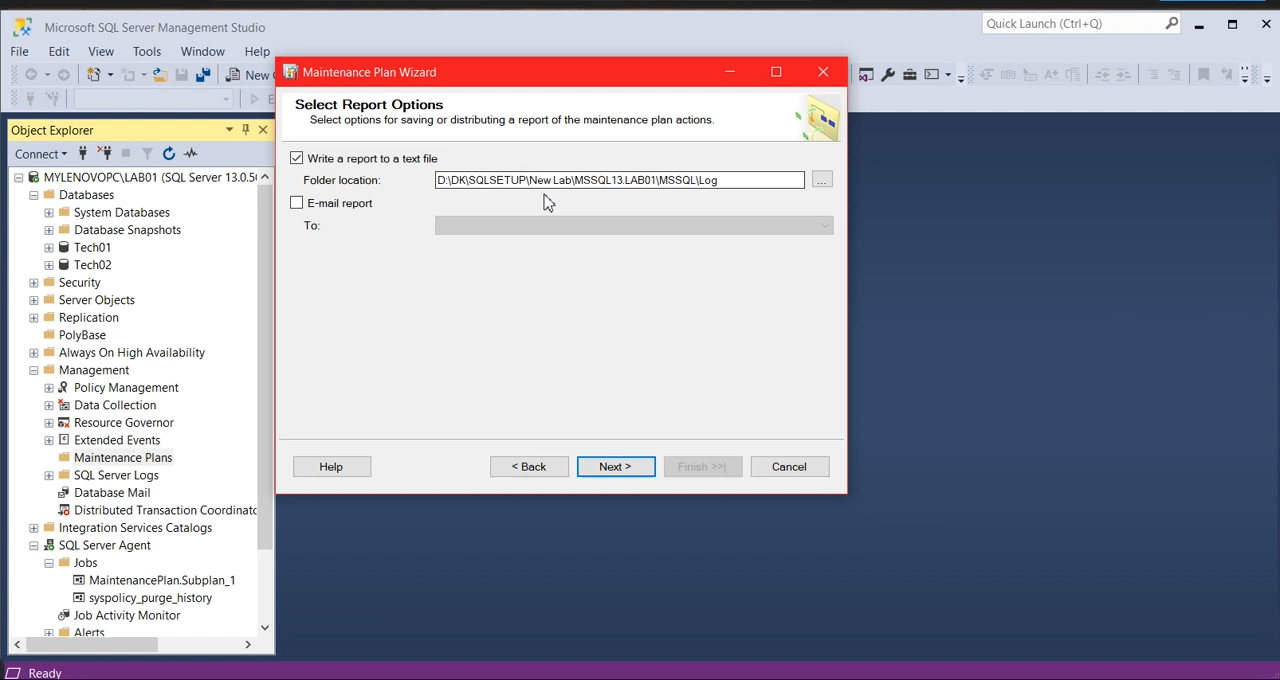 Microsoft SQL Server Management Studio
Quick Launch (Ctrl+Q)
File Edit View Tools Window Help
New
Maintenance Plan Wizard
Select Report Options
Select options for saving or distributing a report of the maintenance plan actions.
Write a report to a text file
Folder location: D:\DK\SQLSETUP\New Lab\MSSQL13.LAB01\MSSQL\Log ...
E-mail report
To:
Help < Back Next > Finish >>| Cancel
Object Explorer
Connect
MYLENOVOPC\LAB01 (SQL Server 13.0.50
Databases
System Databases
Database Snapshots
Tech01
Tech02
Security
Server Objects
Replication
PolyBase
Always On High Availability
Management
Policy Management
Data Collection
Resource Governor
Extended Events
Maintenance Plans
SQL Server Logs
Database Mail
Distributed Transaction Coordinato
Integration Services Catalogs
SQL Server Agent
Jobs
MaintenancePlan.Subplan_1
syspolicy_purge_history
Job Activity Monitor
Alerts
Ready